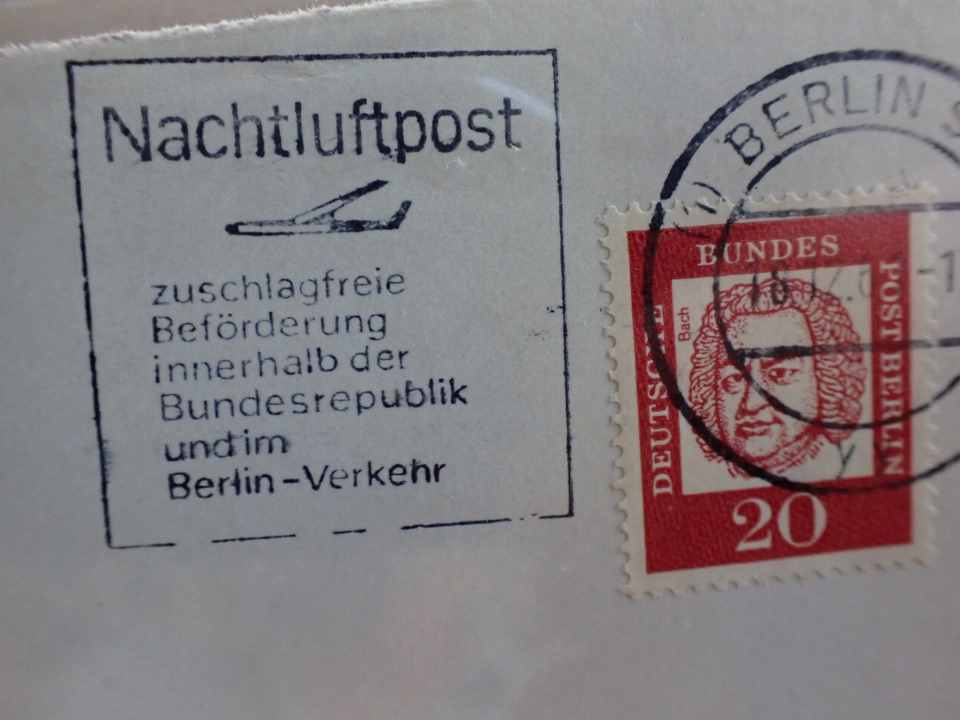 Nachtluftpost
zuschlagfreie
Beförderung
innerhalb der
Bundesrepublik
und im
Berlin-Verkehr
BERLIN
DEUTSCHE
BUNDES
POST BERLIN
Bach
20